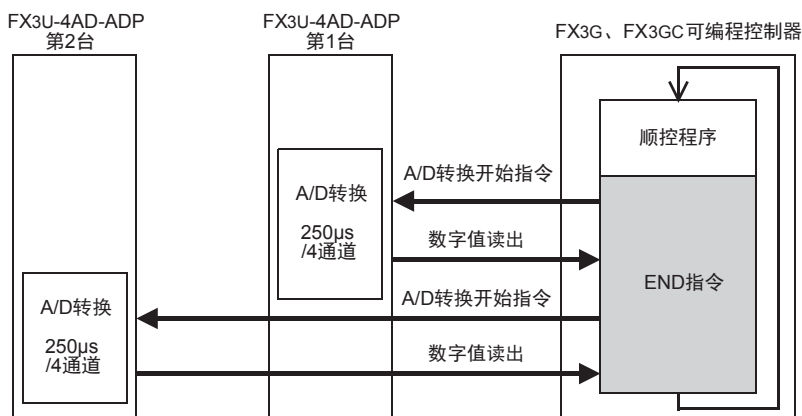 FX3U-4AD-ADP
第2台
FX3U-4AD-ADP
第1台
FX3G、FX3GC可编程控制器
顺控程序
A/D转换开始指令
A/D转换
250µs
/4通道
数字值读出
END指令
A/D转换开始指令
A/D转换
250µs
/4通道
数字值读出